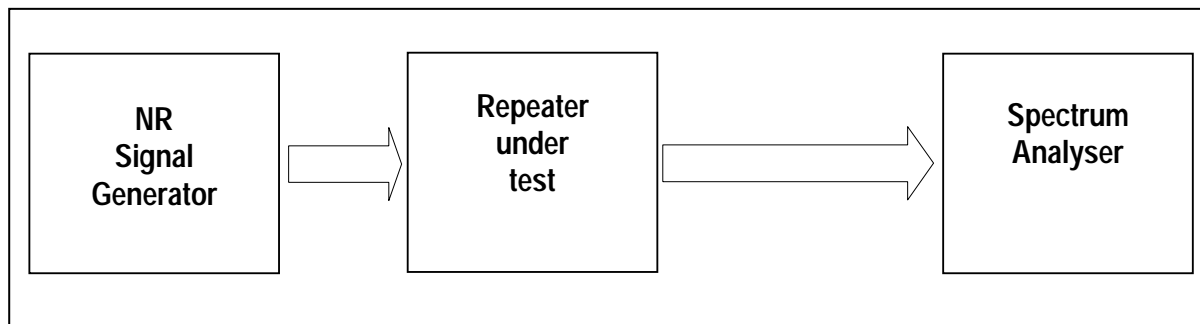 NR
Signal
Generator
Repeater
under
test
Spectrum
Analyser